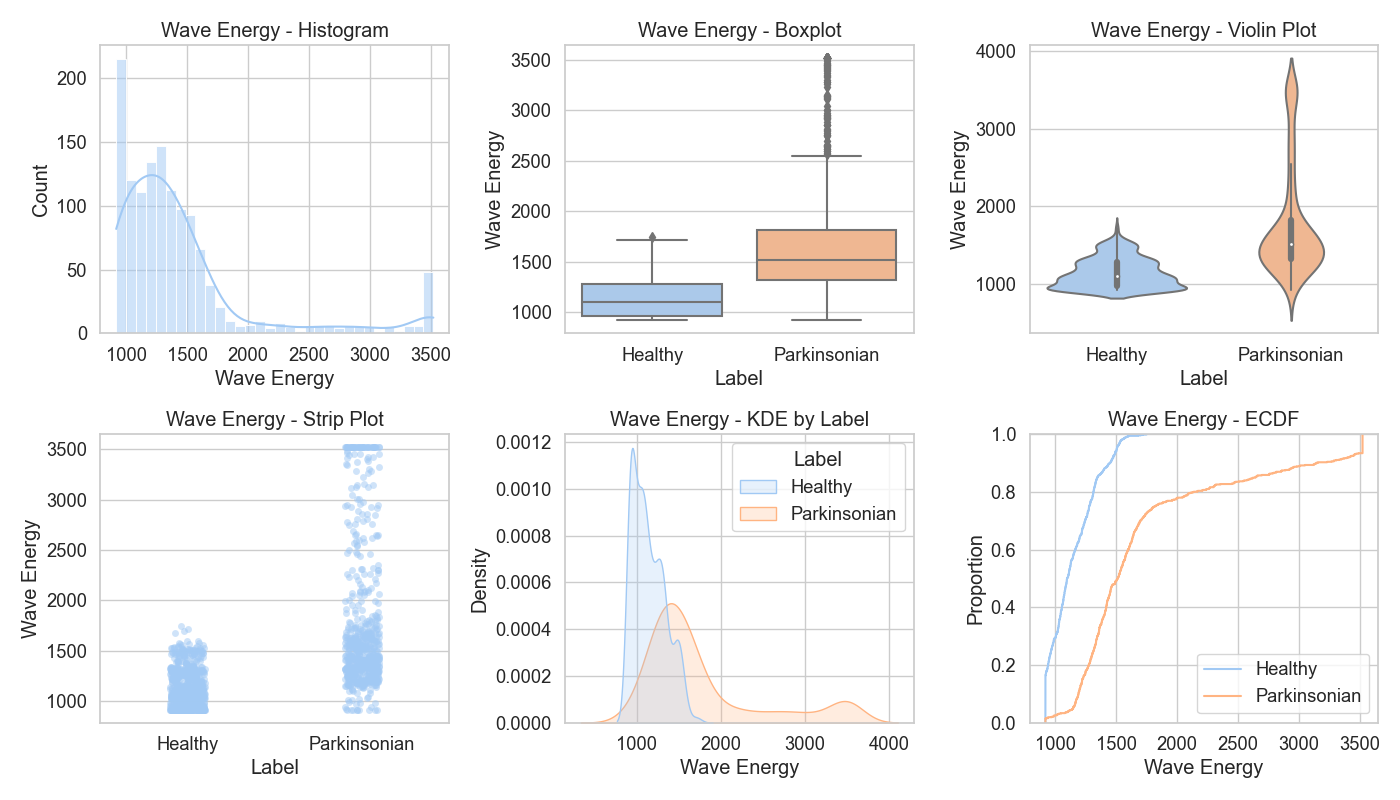 Wave Energy - Histogram
Count
200
150
100
50
0
1000 1500 2000 2500 3000 3500
Wave Energy
Wave Energy - Boxplot
Wave Energy
3500
3000
2500
2000
1500
1000
Healthy Parkinsonian
Label
Wave Energy - Violin Plot
Wave Energy
4000
3000
2000
1000
Healthy Parkinsonian
Label
Wave Energy - Strip Plot
Wave Energy
3500
3000
2500
2000
1500
1000
Healthy Parkinsonian
Label
Wave Energy - KDE by Label
Density
0.0012
0.0010
0.0008
0.0006
0.0004
0.0002
0.0000
Label
Healthy
Parkinsonian
1000 2000 3000 4000
Wave Energy
Wave Energy - ECDF
Proportion
1.0
0.8
0.6
0.4
0.2
0.0
Healthy
Parkinsonian
1000 1500 2000 2500 3000 3500
Wave Energy